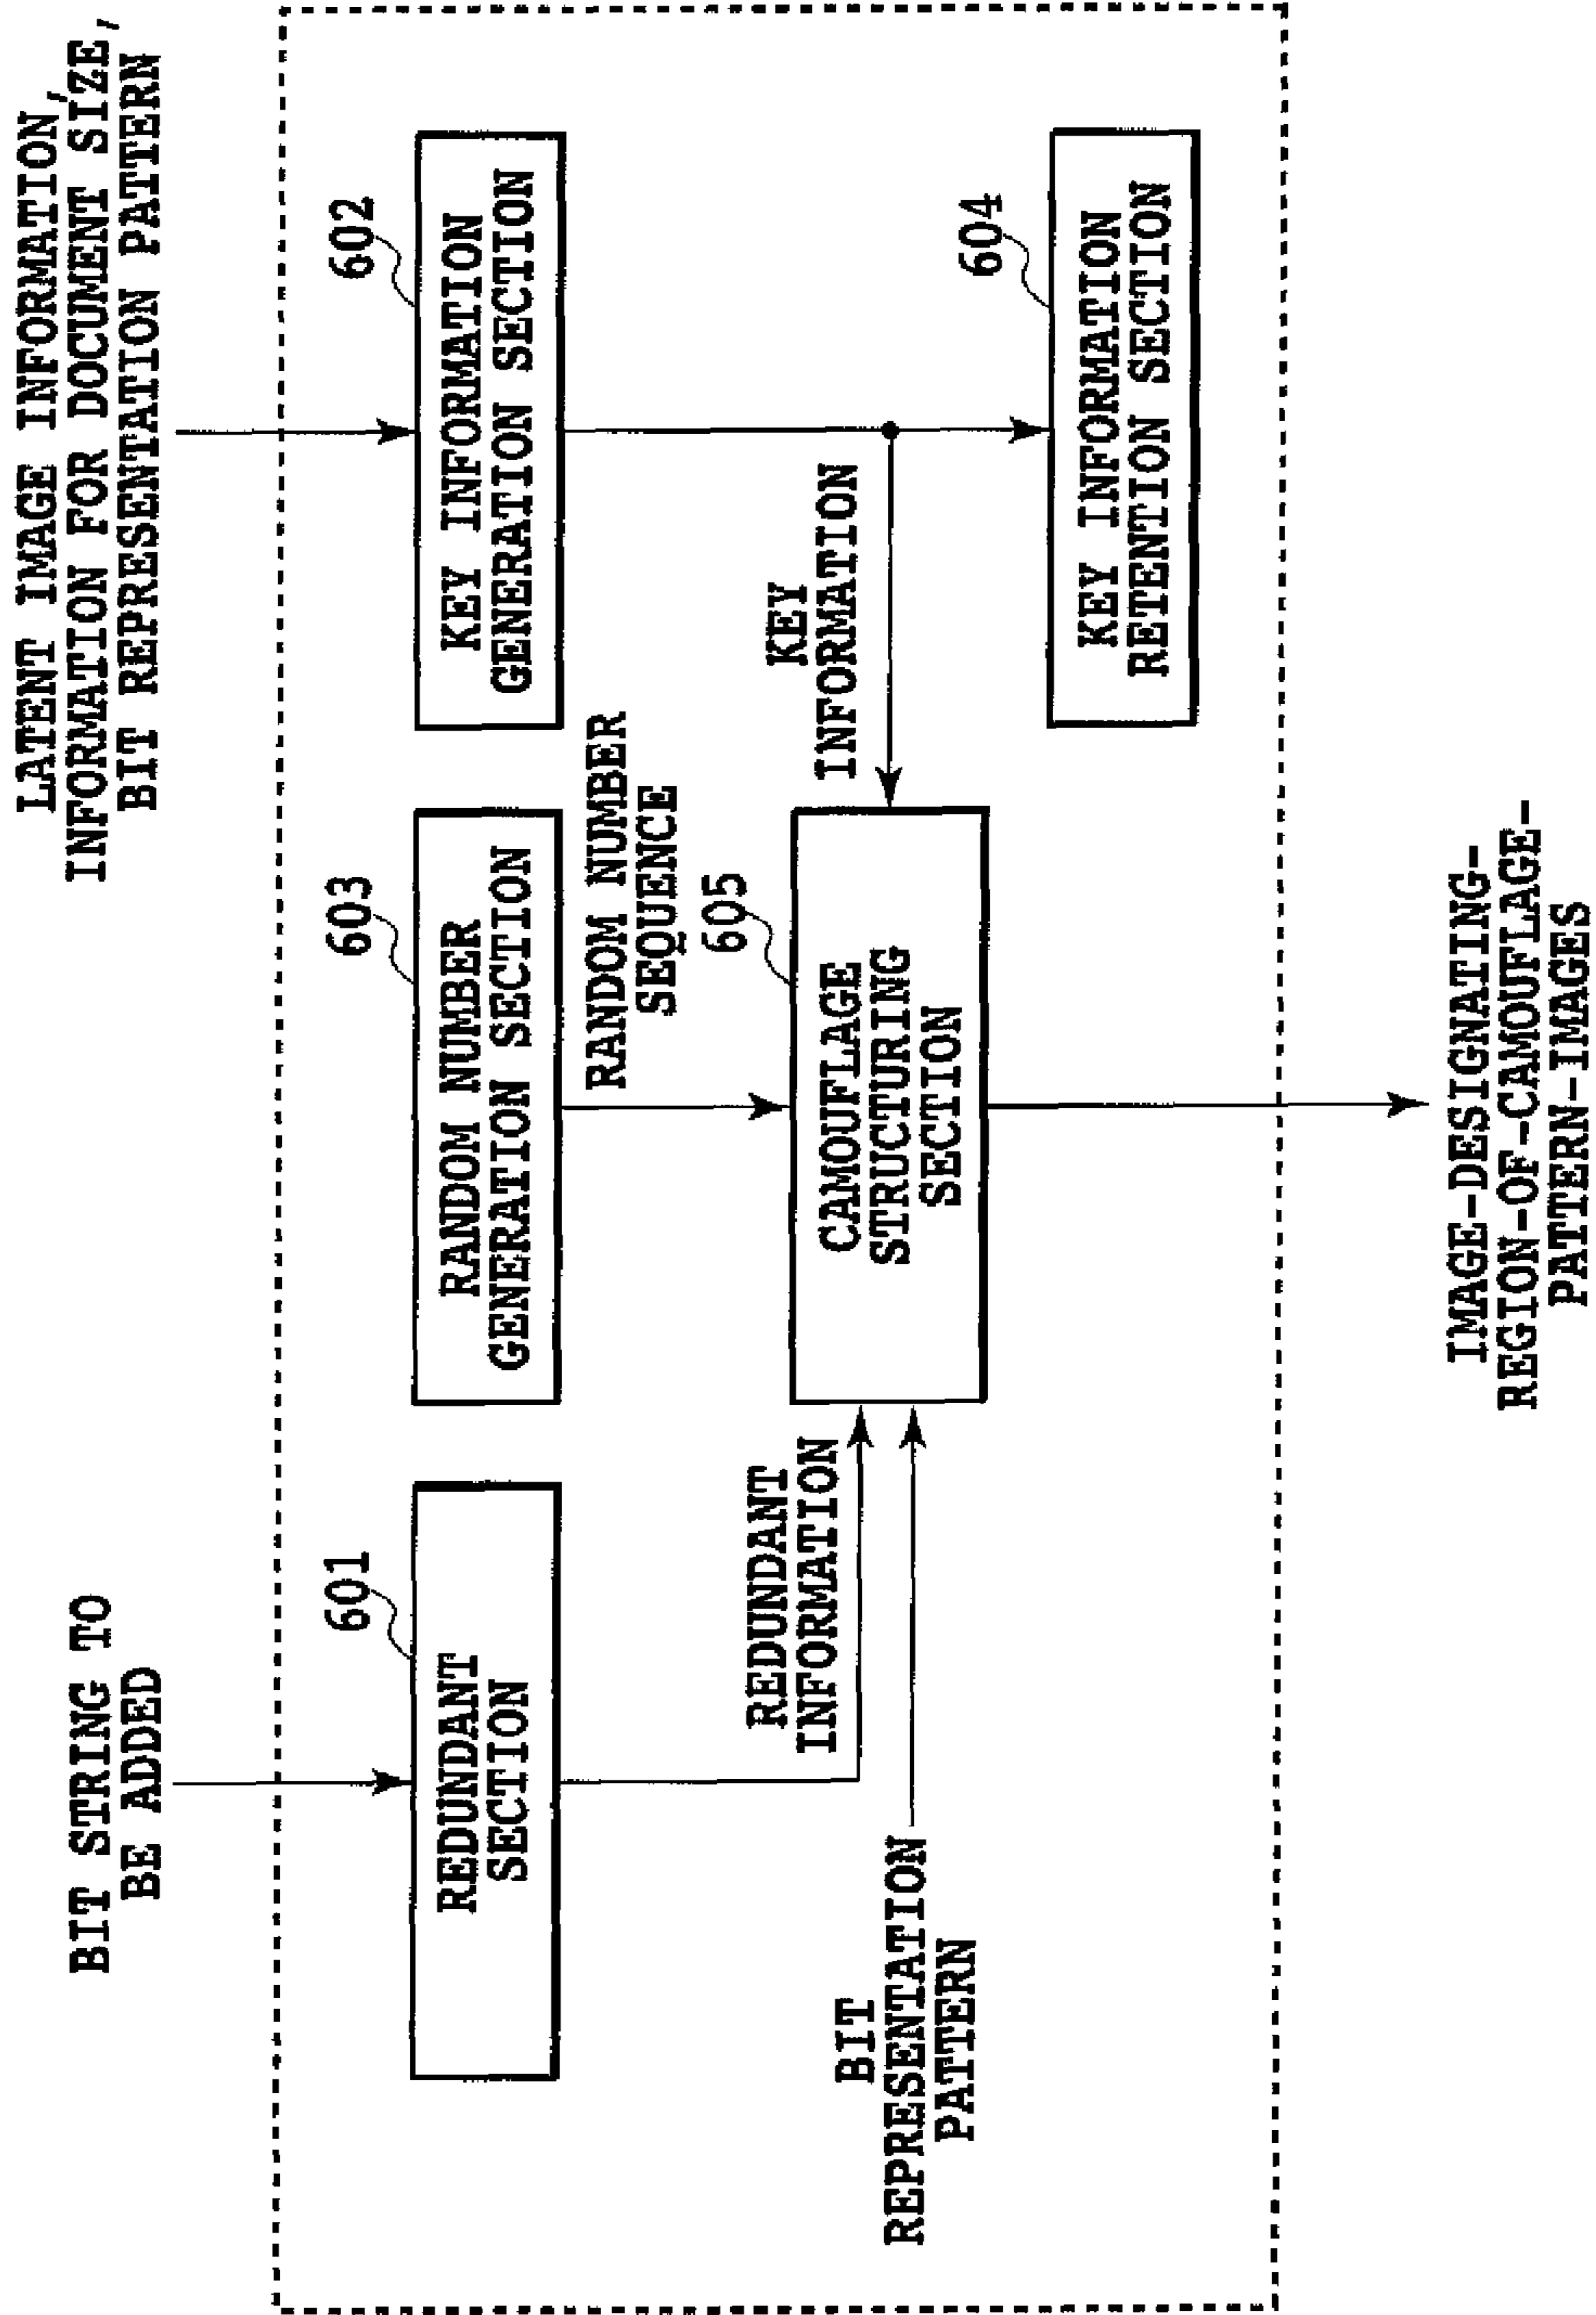 BIT STRING TO
BE ADDED
LATENT IMAGE INFORMATION,
INFORMATION FOR DOCUMENT SIZE,
BIT REPRESENTATION PATTERN
601
REDUNDANT
SECTION
603
RANDOM NUMBER
GENERATION SECTION
602
KEY INFORMATION
GENERATION SECTION
RANDOM NUMBER
SEQUENCE
REDUNDANT
INFORMATION
605
CAMOUFLAGE
STRUCTURING
SECTION
KEY
INFORMATION
BIT
REPRESENTATION
PATTERN
604
KEY INFORMATION
RETENTION SECTION
IMAGE-DESIGNATING-
REGION-OF-CAMOUFLAGE-
PATTERN-IMAGES